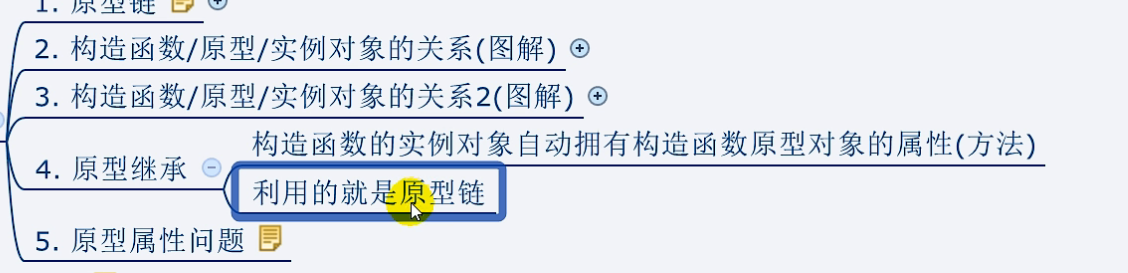 1. 原型链
2. 构造函数/原型/实例对象的关系(图解)
3. 构造函数/原型/实例对象的关系2(图解)
构造函数的实例对象自动拥有构造函数原型对象的属性(方法)
4. 原型继承
利用的就是原型链
5. 原型属性问题